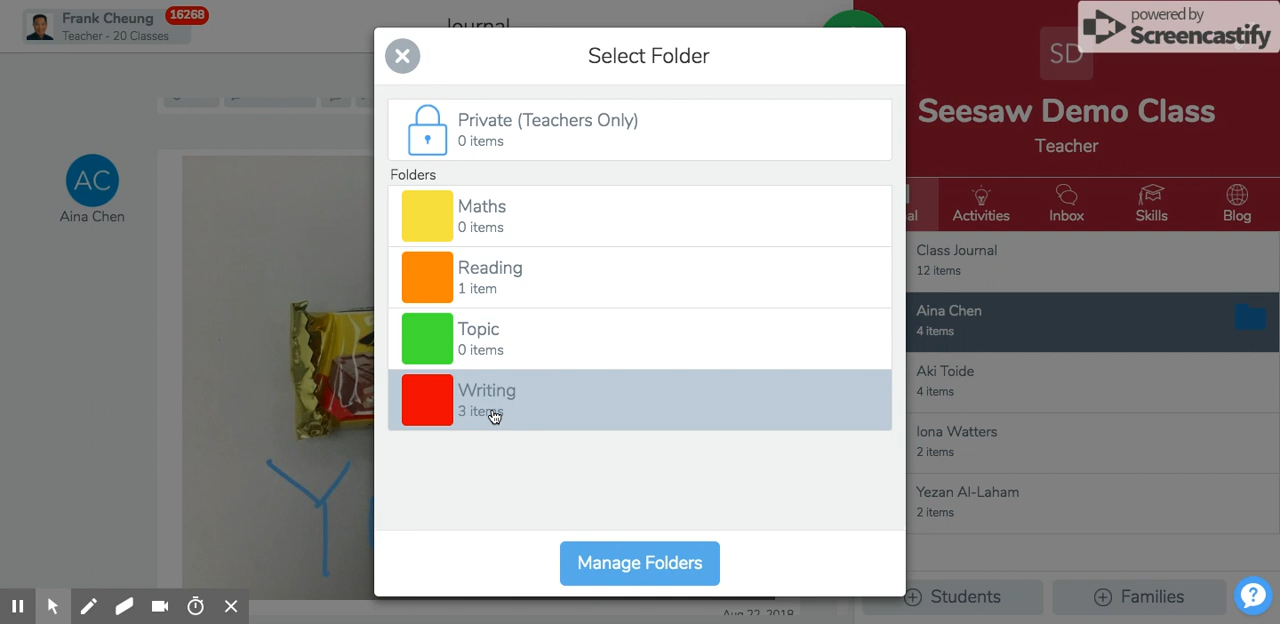 Frank Cheung
16268
Teacher - 20 Classes
Journal
powered by
Screencastify
SD
Seesaw Demo Class
Teacher
Activities
Inbox
Skills
Blog
Class Journal
12 items
Aina Chen
4 items
Aki Toide
4 items
Iona Watters
2 items
Yezan Al-Laham
2 items
Students
Families
AC
Aina Chen
Select Folder
Private (Teachers Only)
0 items
Folders
Maths
0 items
Reading
1 item
Topic
0 items
Writing
3 items
Manage Folders
Aug 22, 2018